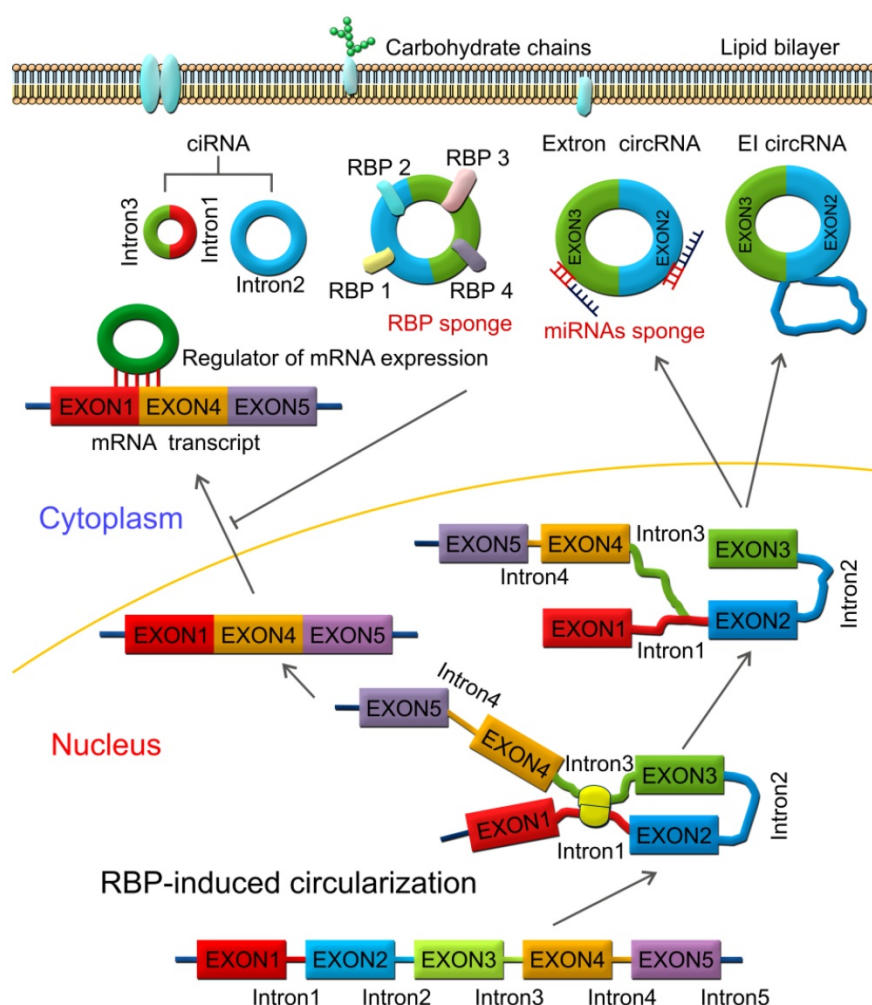 Carbohydrate chains
Lipid bilayer
ciRNA
Intron3
Intron1
Intron2
RBP 2
RBP 3
RBP 1
RBP 4
RBP sponge
Extron circRNA
EXON3
EXON2
miRNAs sponge
EI circRNA
EXON3
EXON2
Regulator of mRNA expression
EXON1 EXON4 EXON5
mRNA transcript
Cytoplasm
EXON5 EXON4
Intron4
Intron3
EXON3
Intron2
EXON1
Intron1
EXON2
EXON1 EXON4 EXON5
Nucleus
EXON5
Intron4
EXON4
Intron3
EXON3
Intron2
EXON1
Intron1
EXON2
RBP-induced circularization
EXON1 EXON2 EXON3 EXON4 EXON5
Intron1 Intron2 Intron3 Intron4 Intron5